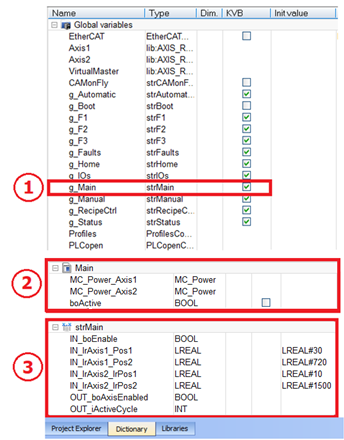 Name Type Dim. KVB Init value
Global variables
EtherCAT EtherCAT...
Axis1 lib:AXIS_R...
Axis2 lib:AXIS_R...
VirtualMaster lib:AXIS_R...
CAMonFly strCAMonF...
g_Automatic strAutomat...
g_Boot strBoot
g_F1 strF1
g_F2 strF2
g_F3 strF3
g_Faults strFaults
g_Home strHome
g_IOs strIOs
1
g_Main strMain
g_Manual strManual
g_RecipeCtrl strRecipeC...
g_Status strStatus
Profiles ProfilesCo...
PLCopen PLCopenC...
2
Main
MC_Power_Axis1 MC_Power
MC_Power_Axis2 MC_Power
boActive BOOL
3
strMain
IN_boEnable BOOL
IN_lrAxis1_Pos1 LREAL LREAL#30
IN_lrAxis1_Pos2 LREAL LREAL#720
IN_lrAxis2_lrPos1 LREAL LREAL#10
IN_lrAxis2_lrPos2 LREAL LREAL#1500
OUT_boAxisEnabled BOOL
OUT_iActiveCycle INT
Project Explorer Dictionary Libraries